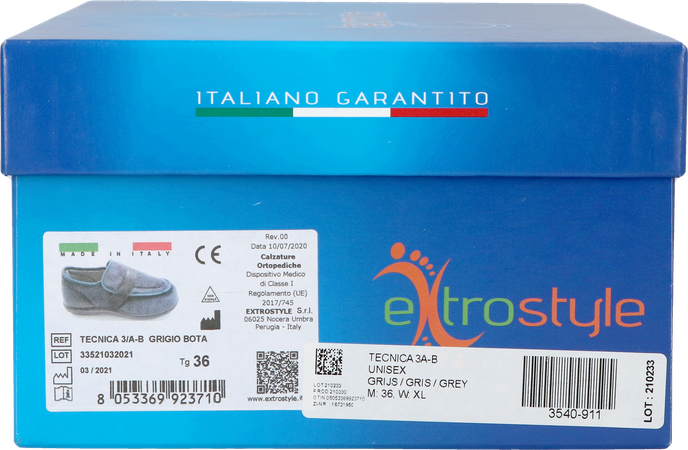 ITALIANO GARANTITO
MADE IN ITALY
CE
Rev.00
Data 10/07/2020
Calzature
Ortopediche
Dispositivo Medico
di Classe I
Regolamento (UE)
2017/745
EXTROSTYLE S.r.l.
06025 Nocera Umbra
Perugia - Italy
REF TECNICA 3/A-B GRIGIO BOTA
LOT 33521032021
03 / 2021
Tg 36
8 053369 923710
www.extrostyle.i
extrostyle
LOT:210233
TECNICA 3A-B
UNISEX
GRIJS / GRIS / GREY
M: 36, W: XL
3540-911
LOT : 210233